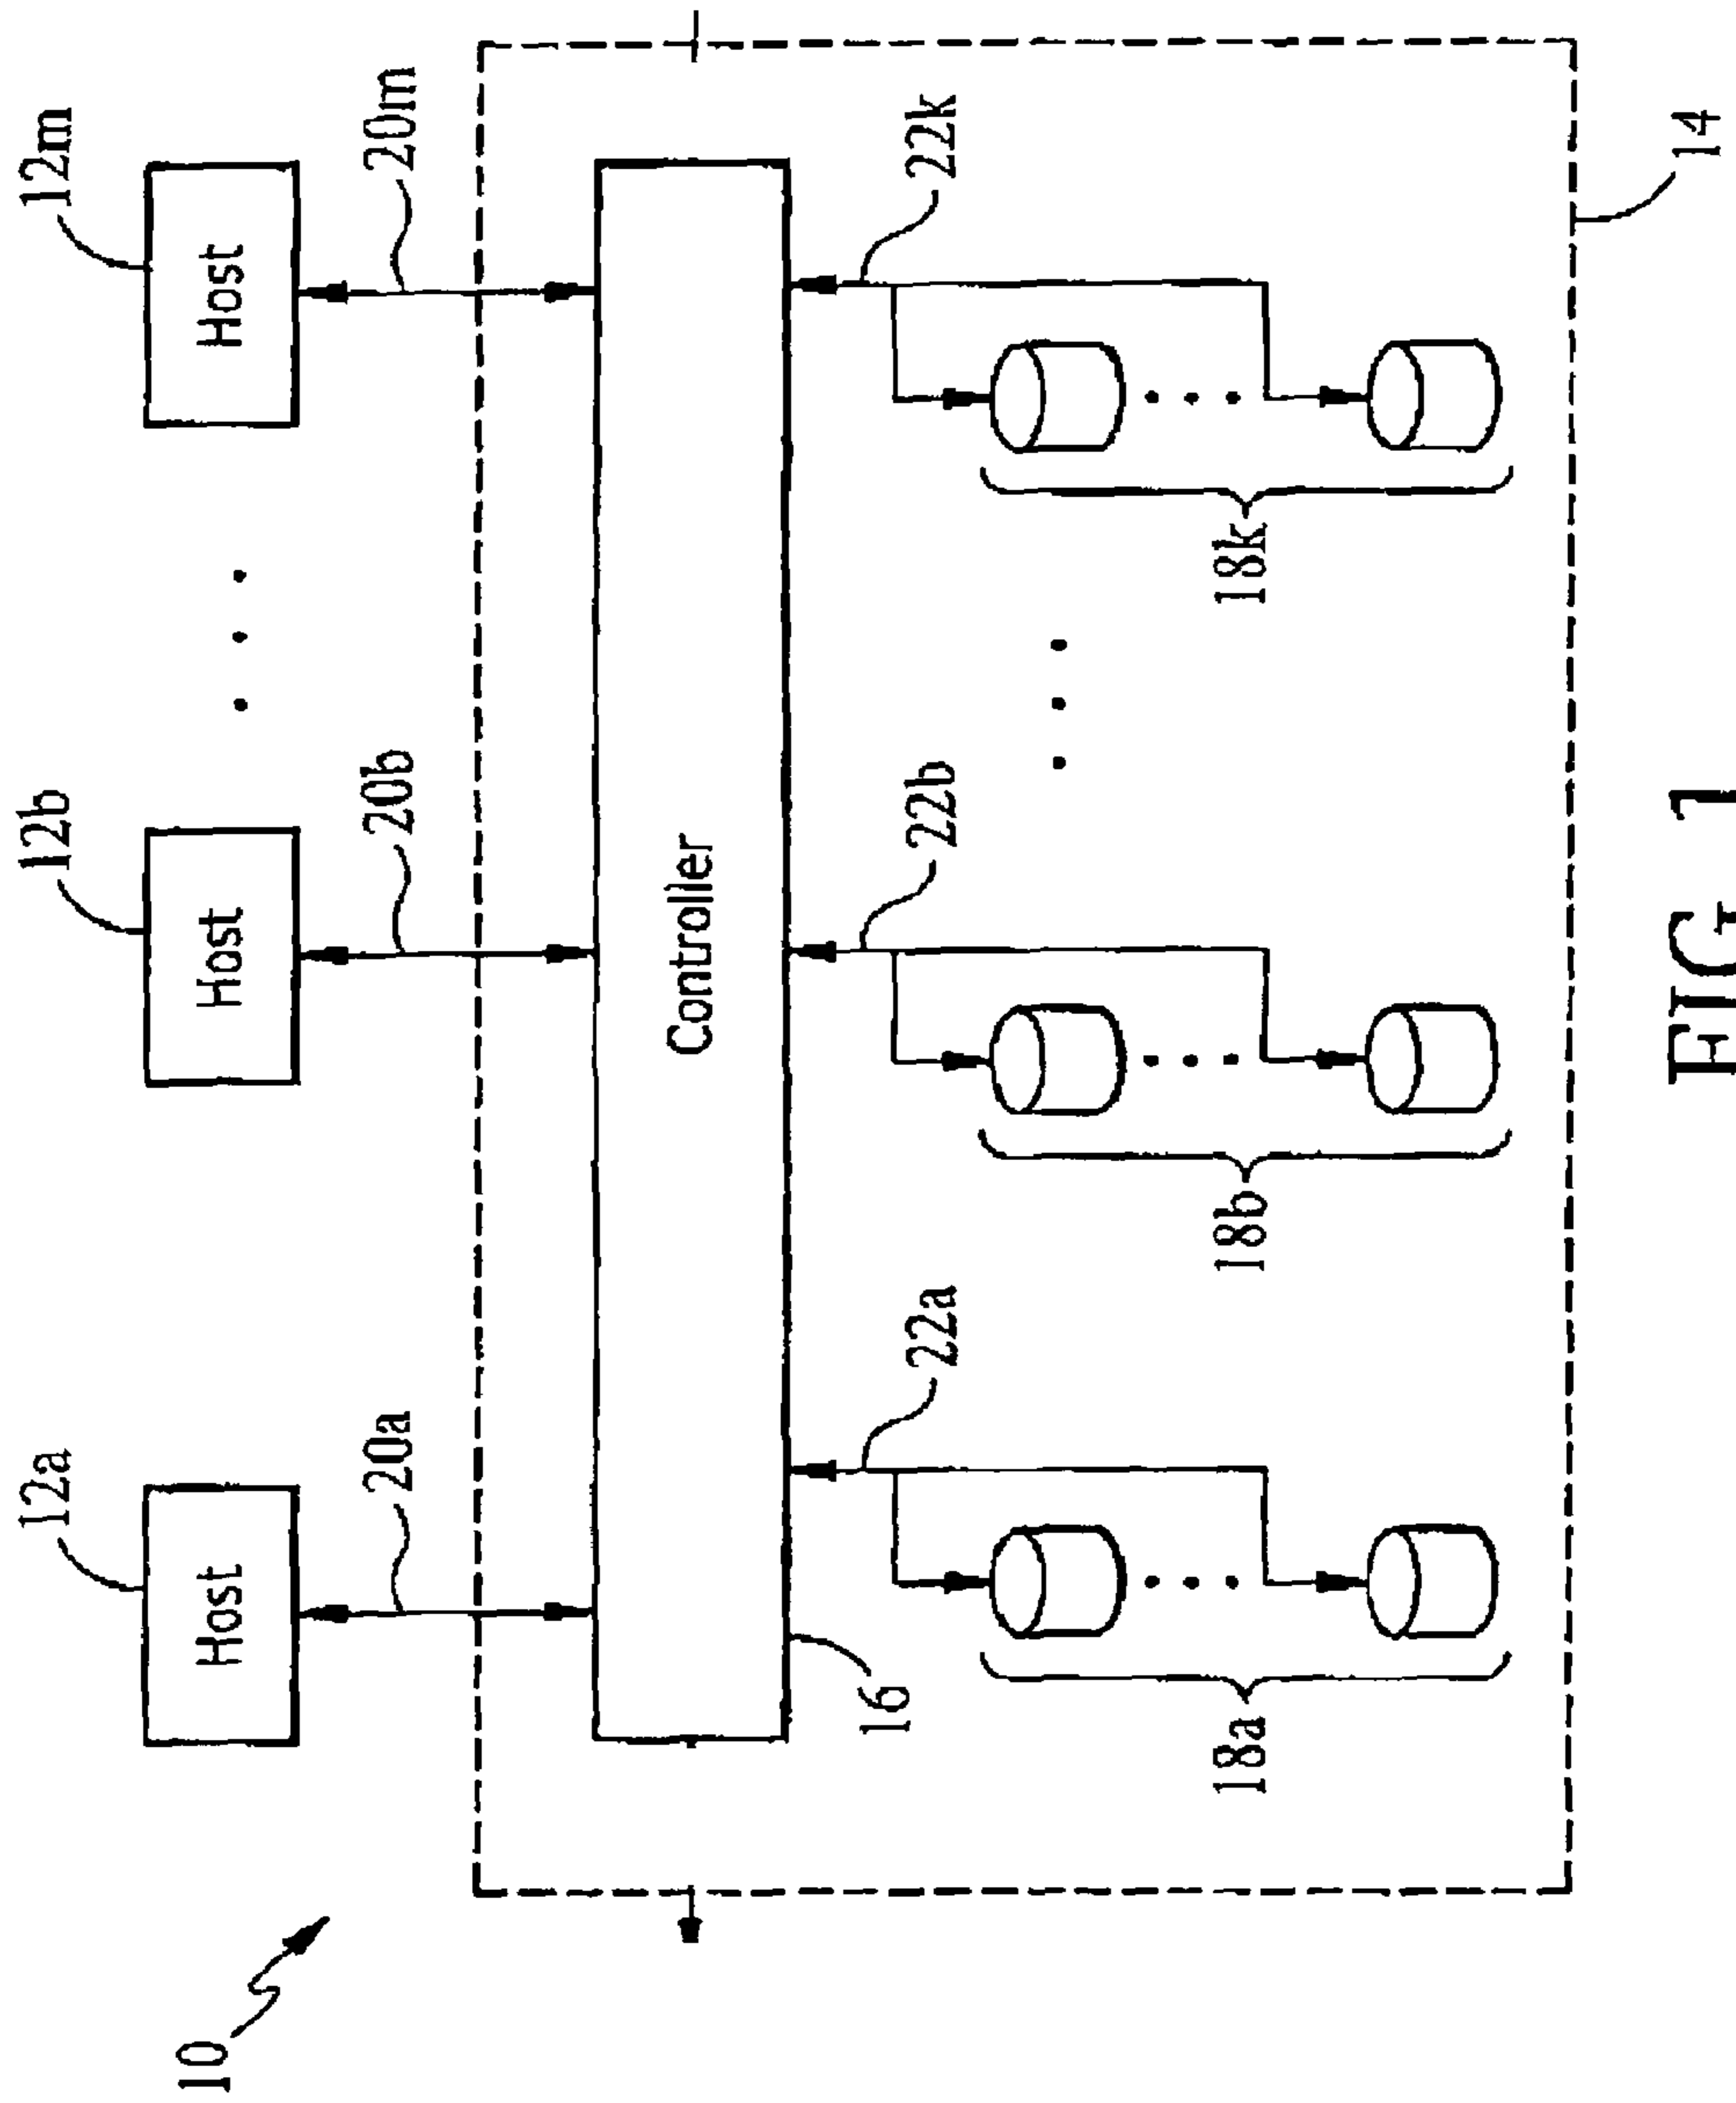 10
12a
12b
12m
Host
Host
Host
20a
20b
20m
Controller
16
22a
22b
22k
18a
18b
18k
14
FIG. 1